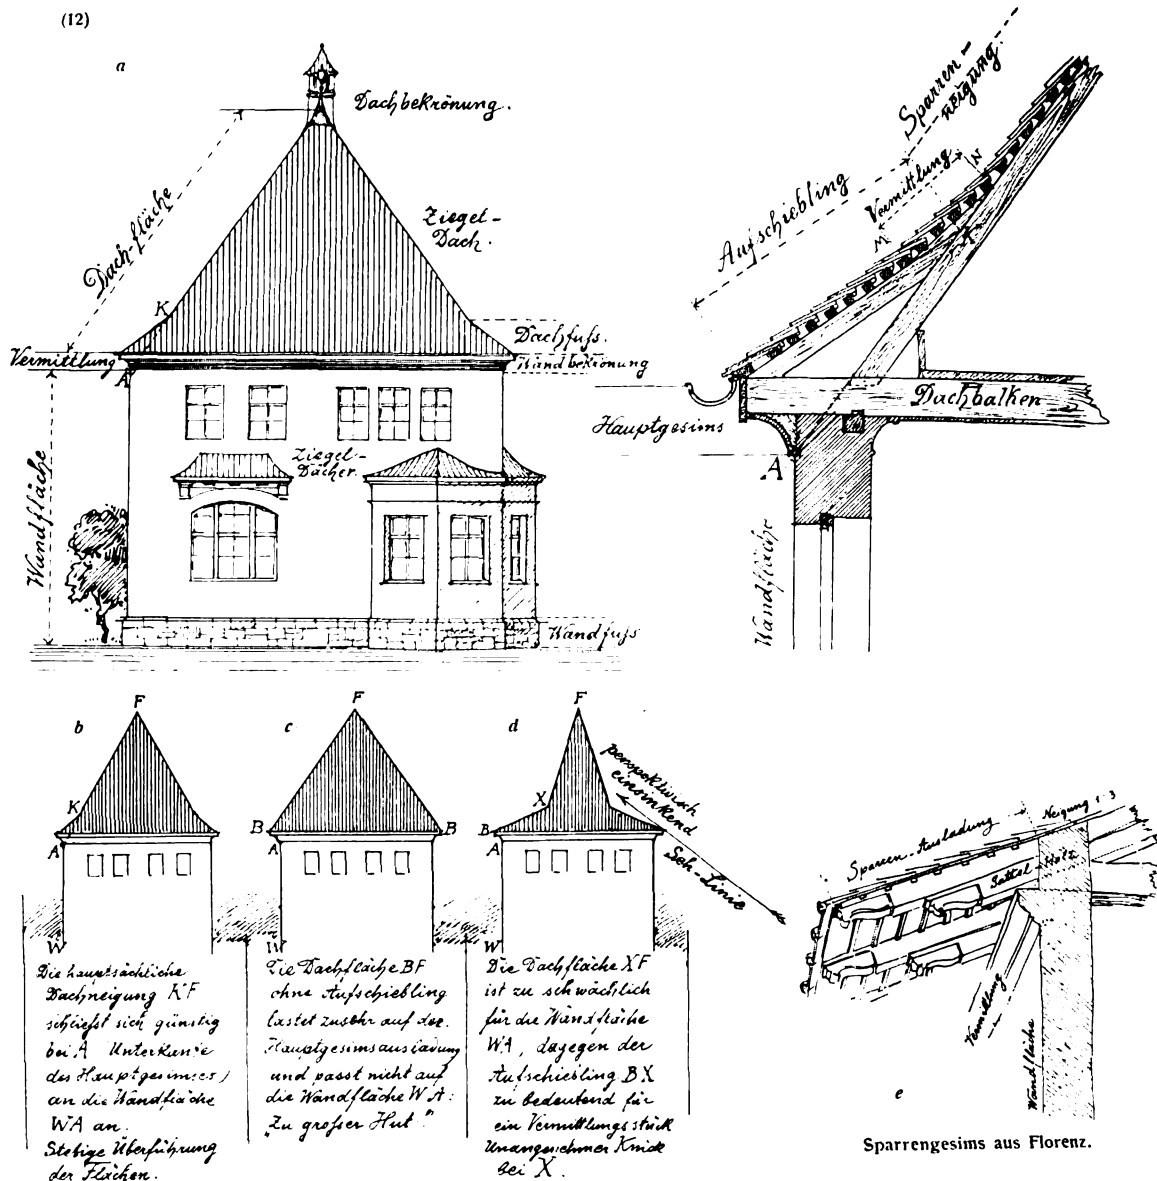 (12)
a
Dachbekrönung.
Dach-fläche
Ziegel-
Dach.
K
Dachfuss.
Vermittlung
Wandbekrönung
A
Ziegel-
Dächer
Wandfläche
Wandfuss
Sparren-
neigung.
Aufschiebling
Vermittlung
M
N
Dachbalken
Hauptgesims
A
Wandfläche
b
F
K
A
W
Die hauptsächliche
Dachneigung KF
schliefst sich günstig
bei A Unterkante
des Hauptgesimses)
an die Wandfläche
WA an.
Stetige Überführung
der Flächen.
c
F
B
B
A
W
Die Dachfläche BF
ohne Aufschiebling
lastet zusehr auf der
Hauptgesimsausladung
und passt nicht auf
die Wandfläche WA:
„Zu grofser Hut."
d
F
X
B
A
W
perspektivisch
einsinkend
Seh-Linie
Die Dachfläche XF
ist zu schwächlich
für die Wandfläche
WA, dagegen der
Aufschiebling BX
zu bedeutend für
ein Vermittlungsstück
Unangenehmer Knick
bei X.
Sparren-Ausladung
Neigung 1:3
Sattel-Holz
Vermittlung
Wandfläche
e
Sparrengesims aus Florenz.